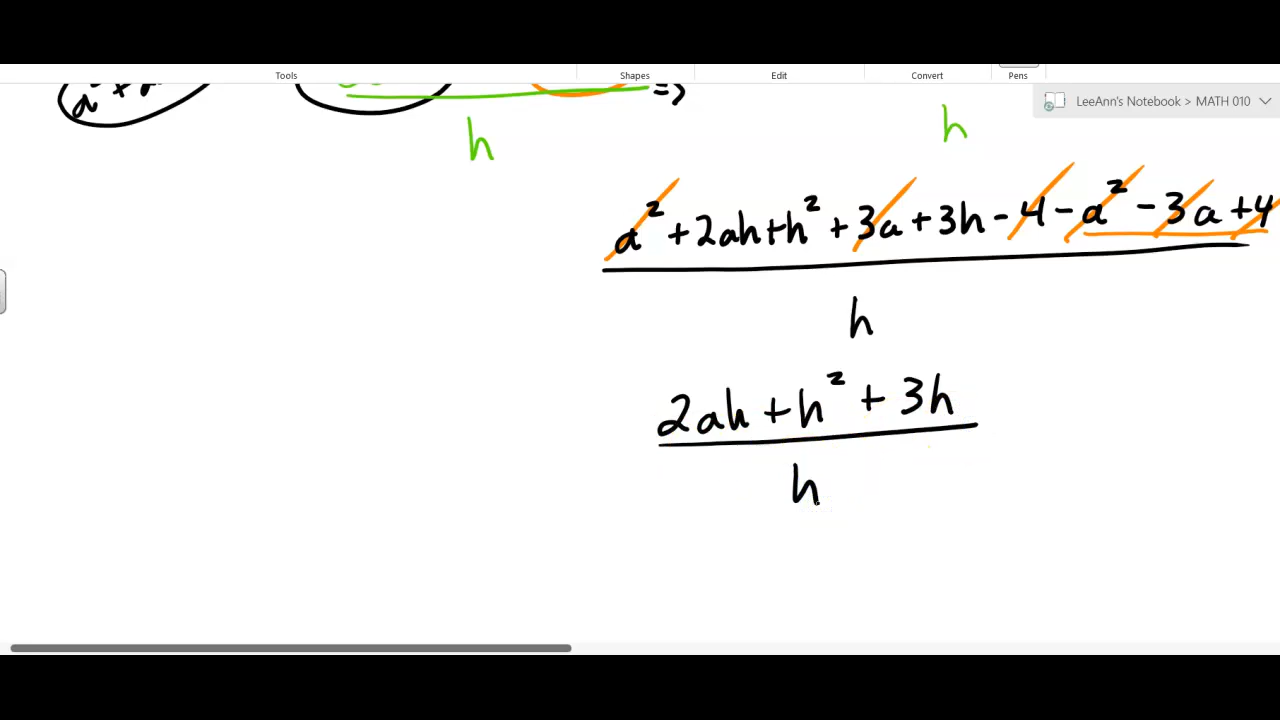 Tools Shapes Edit Convert Pens
LeeAnn's Notebook > MATH 010
=>
h h
a² + 2ah + h² + 3a + 3h - 4 - a² - 3a + 4
h
2ah + h² + 3h
h